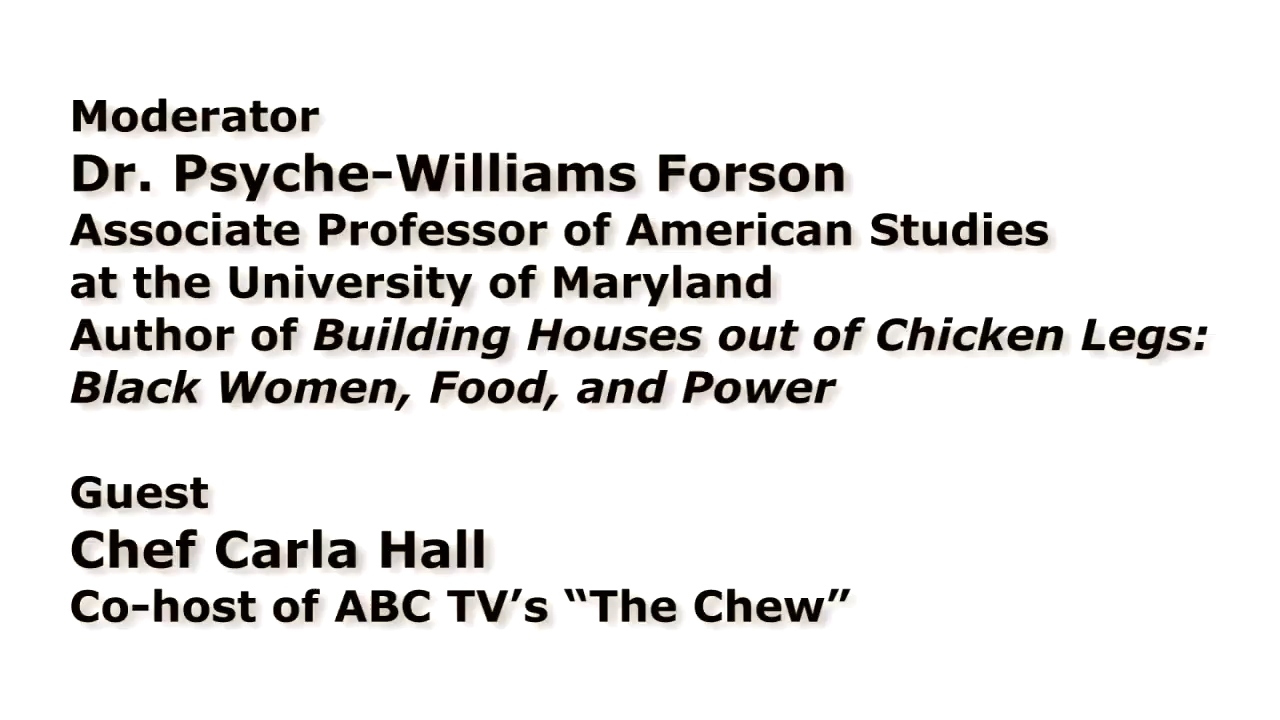 Moderator
Dr. Psyche-Williams Forson
Associate Professor of American Studies
at the University of Maryland
Author of Building Houses out of Chicken Legs:
Black Women, Food, and Power
Guest
Chef Carla Hall
Co-host of ABC TV’s “The Chew”